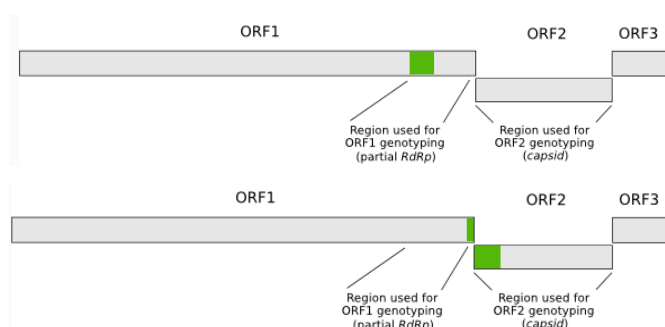 ORF1
ORF2
ORF3
Region used for
ORF1 genotyping
(partial RdRp)
Region used for
ORF2 genotyping
(capsid)
ORF1
ORF2
ORF3
Region used for
ORF1 genotyping
(partial RdRp)
Region used for
ORF2 genotyping
(capsid)